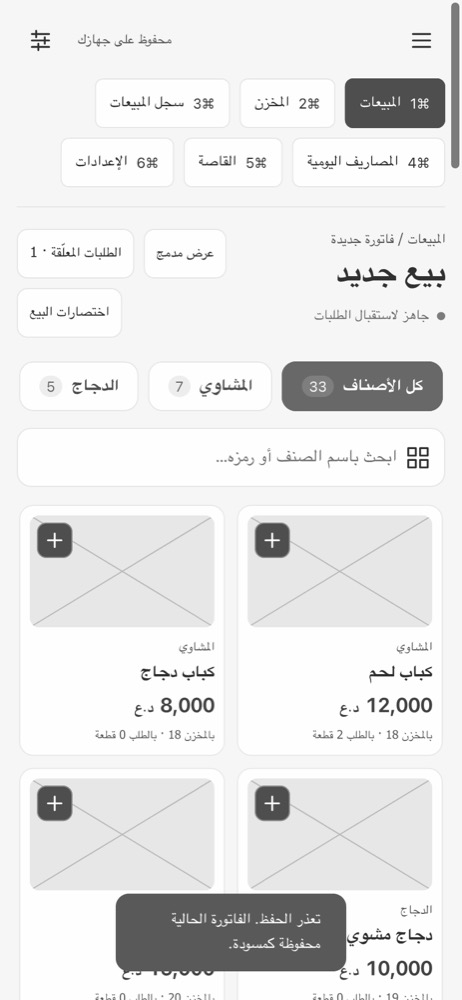 محفوظ على جهازك
⌘1 المبيعات
⌘2 المخزن
⌘3 سجل المبيعات
⌘4 المصاريف اليومية
⌘5 القاصة
⌘6 الإعدادات
المبيعات / فاتورة جديدة
بيع جديد
جاهز لاستقبال الطلبات
عرض مدمج
الطلبات المعلّقة · 1
اختصارات البيع
كل الأصناف 33
المشاوي 7
الدجاج 5
ابحث باسم الصنف أو رمزه...
المشاوي
كباب لحم
12,000 د.ع
بالمخزن 18 · بالطلب 2 قطعة
المشاوي
كباب دجاج
8,000 د.ع
بالمخزن 18 · بالطلب 0 قطعة
الدجاج
دجاج مشوي
10,000 د.ع
بالمخزن 19 · بالطلب 0 قطعة
بالمخزن 20 · بالطلب 0 قطعة
تعذر الحفظ. الفاتورة الحالية
محفوظة كمسودة.